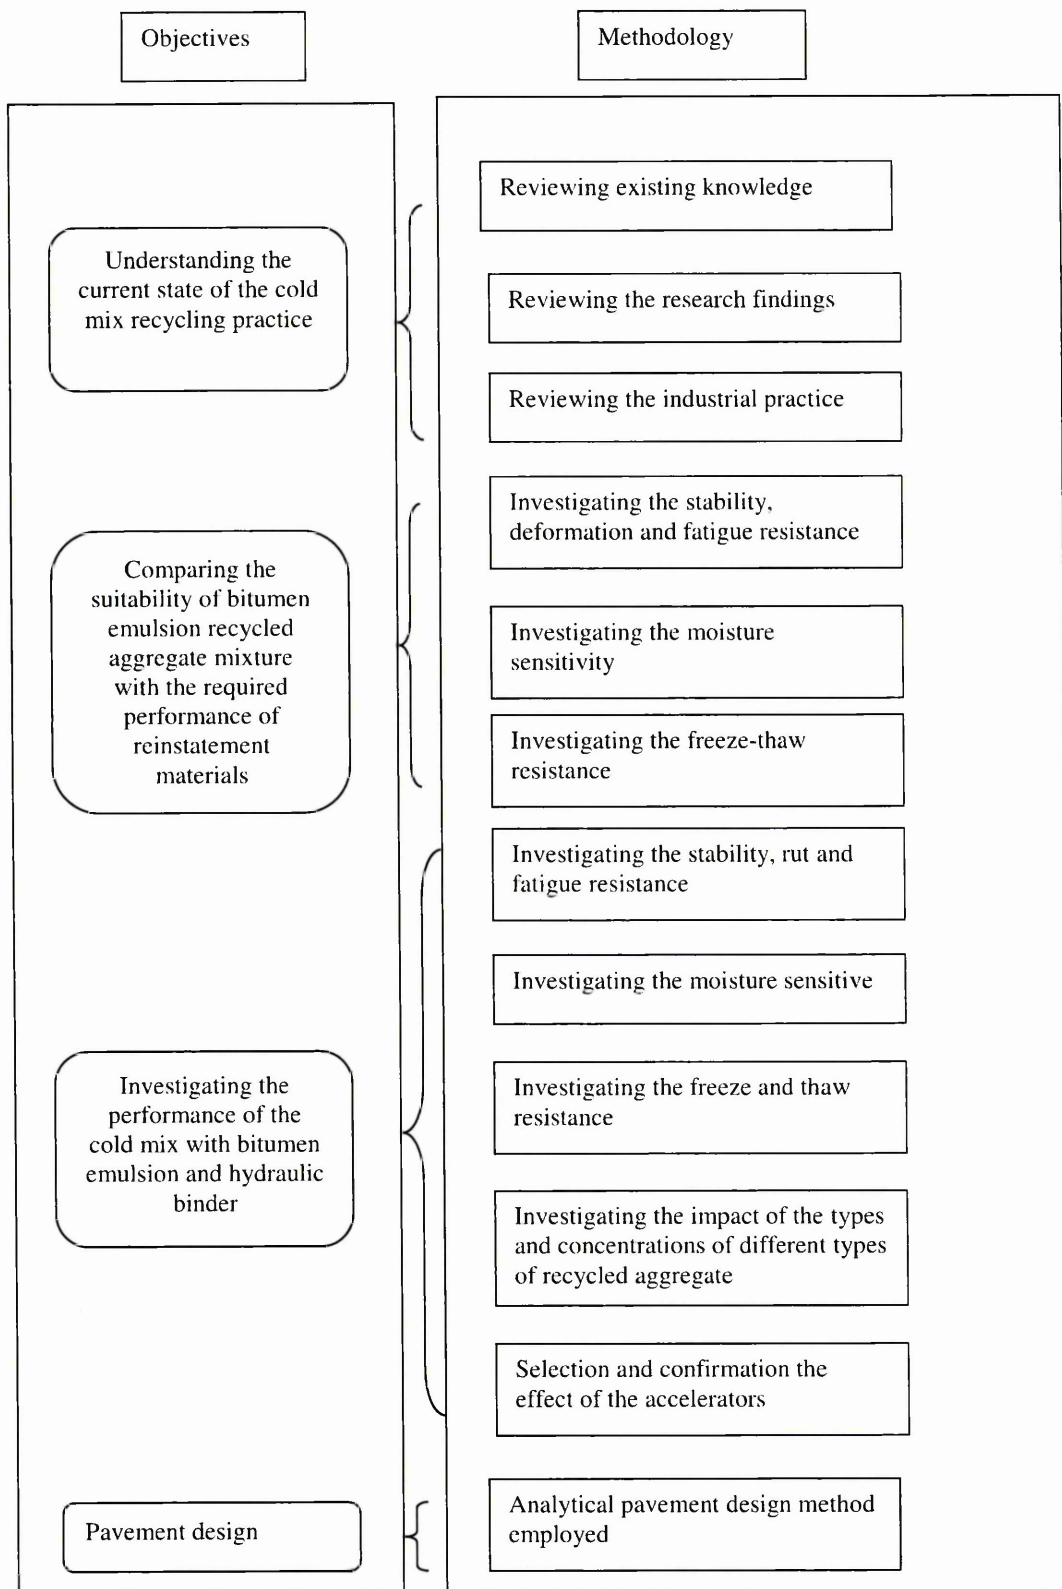 Objectives
Methodology
Understanding the
current state of the cold
mix recycling practice
Reviewing existing knowledge
Reviewing the research findings
Reviewing the industrial practice
Comparing the
suitability of bitumen
emulsion recycled
aggregate mixture
with the required
performance of
reinstatement
materials
Investigating the stability,
deformation and fatigue resistance
Investigating the moisture
sensitivity
Investigating the freeze-thaw
resistance
Investigating the
performance of the
cold mix with bitumen
emulsion and hydraulic
binder
Investigating the stability, rut and
fatigue resistance
Investigating the moisture sensitive
Investigating the freeze and thaw
resistance
Investigating the impact of the types
and concentrations of different types
of recycled aggregate
Selection and confirmation the
effect of the accelerators
Pavement design
Analytical pavement design method
employed